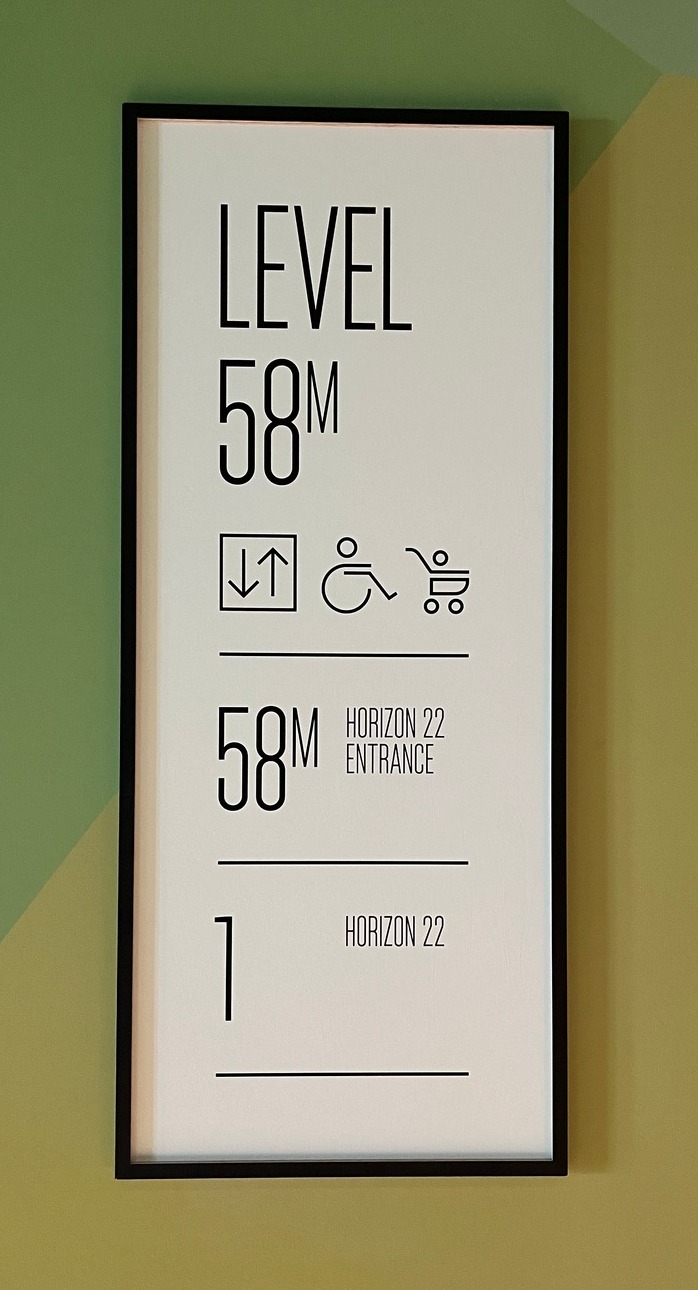 LEVEL
58M
58M HORIZON 22
ENTRANCE
1 HORIZON 22